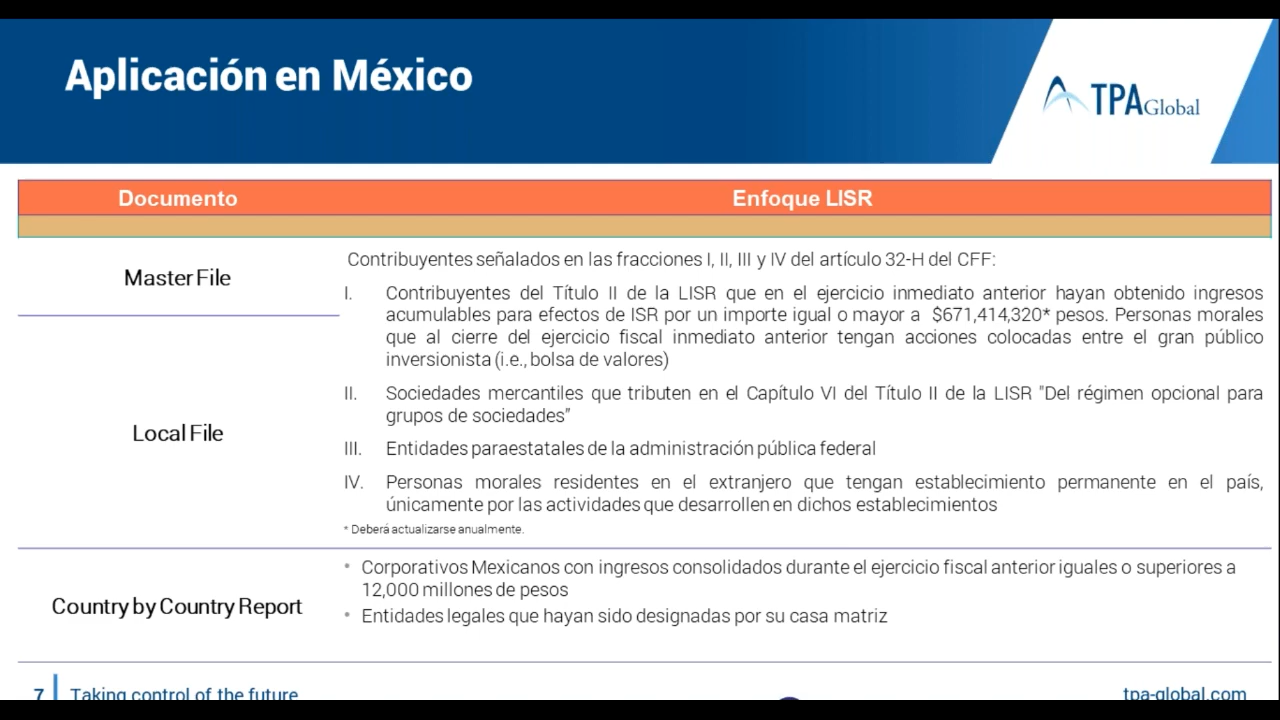 Aplicación en México
TPAGlobal
Documento
Enfoque LISR
Master File
Contribuyentes señalados en las fracciones I, II, III y IV del artículo 32-H del CFF:
I. Contribuyentes del Título II de la LISR que en el ejercicio inmediato anterior hayan obtenido ingresos
acumulables para efectos de ISR por un importe igual o mayor a $671,414,320* pesos. Personas morales
que al cierre del ejercicio fiscal inmediato anterior tengan acciones colocadas entre el gran público
inversionista (i.e., bolsa de valores)
Local File
II. Sociedades mercantiles que tributen en el Capítulo VI del Título II de la LISR "Del régimen opcional para
grupos de sociedades”
III. Entidades paraestatales de la administración pública federal
IV. Personas morales residentes en el extranjero que tengan establecimiento permanente en el país,
únicamente por las actividades que desarrollen en dichos establecimientos
* Deberá actualizarse anualmente.
Country by Country Report
• Corporativos Mexicanos con ingresos consolidados durante el ejercicio fiscal anterior iguales o superiores a
12,000 millones de pesos
• Entidades legales que hayan sido designadas por su casa matriz
7 Taking control of the future
tpa-global.com